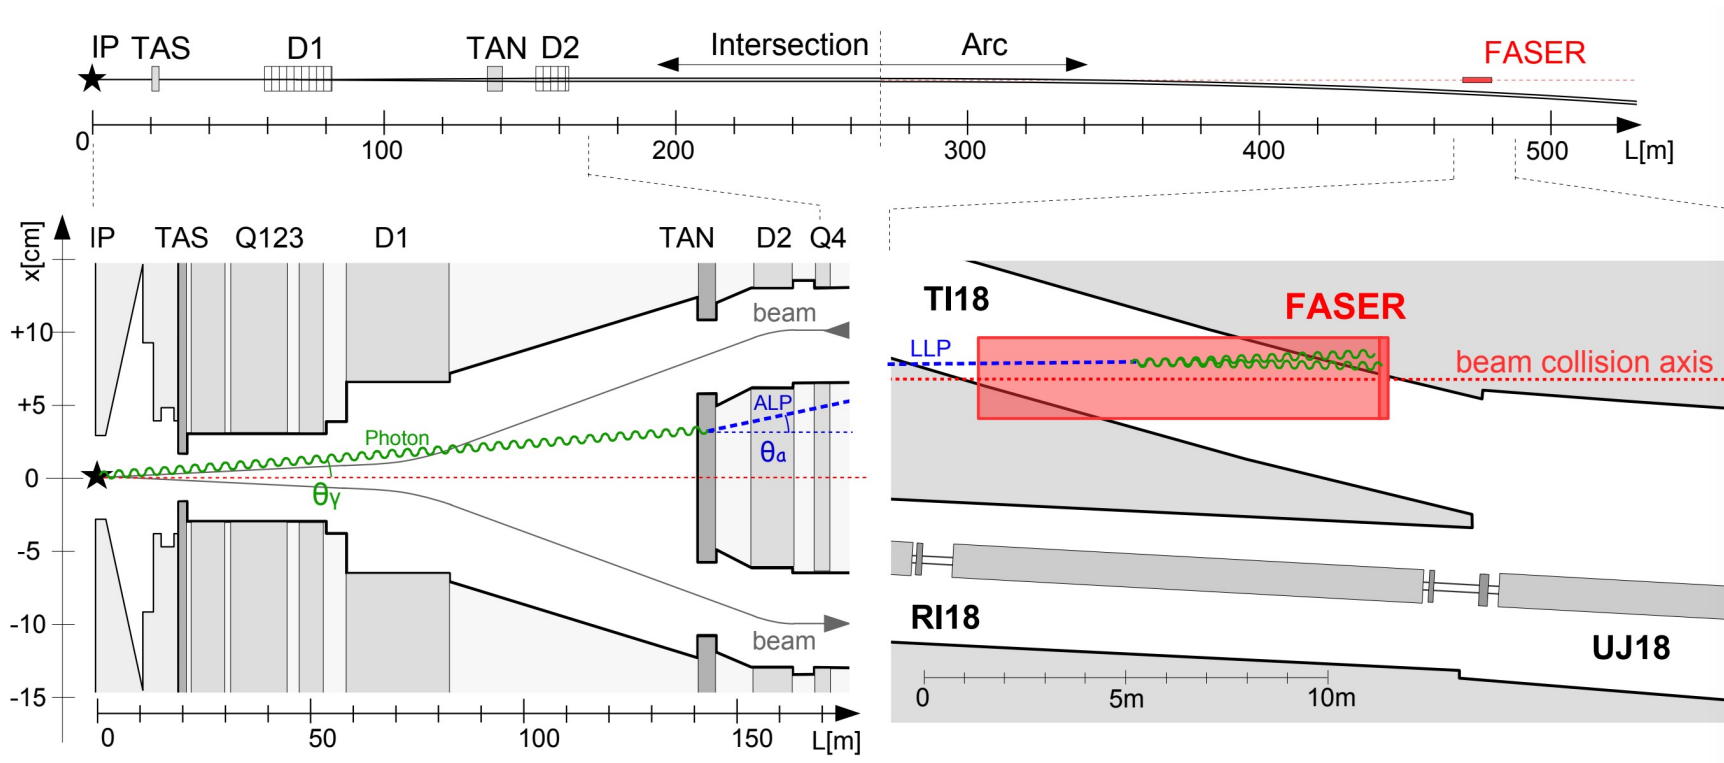 IP TAS D1 TAN D2 Intersection Arc FASER
0 100 200 300 400 500 L[m]
x[cm]
IP TAS Q123 D1 TAN D2 Q4
+10
+5
0
-5
-10
-15
beam
ALP
Photon
θa
θγ
beam
0 50 100 150 L[m]
TI18
FASER
LLP
beam collision axis
RI18
UJ18
0 5m 10m